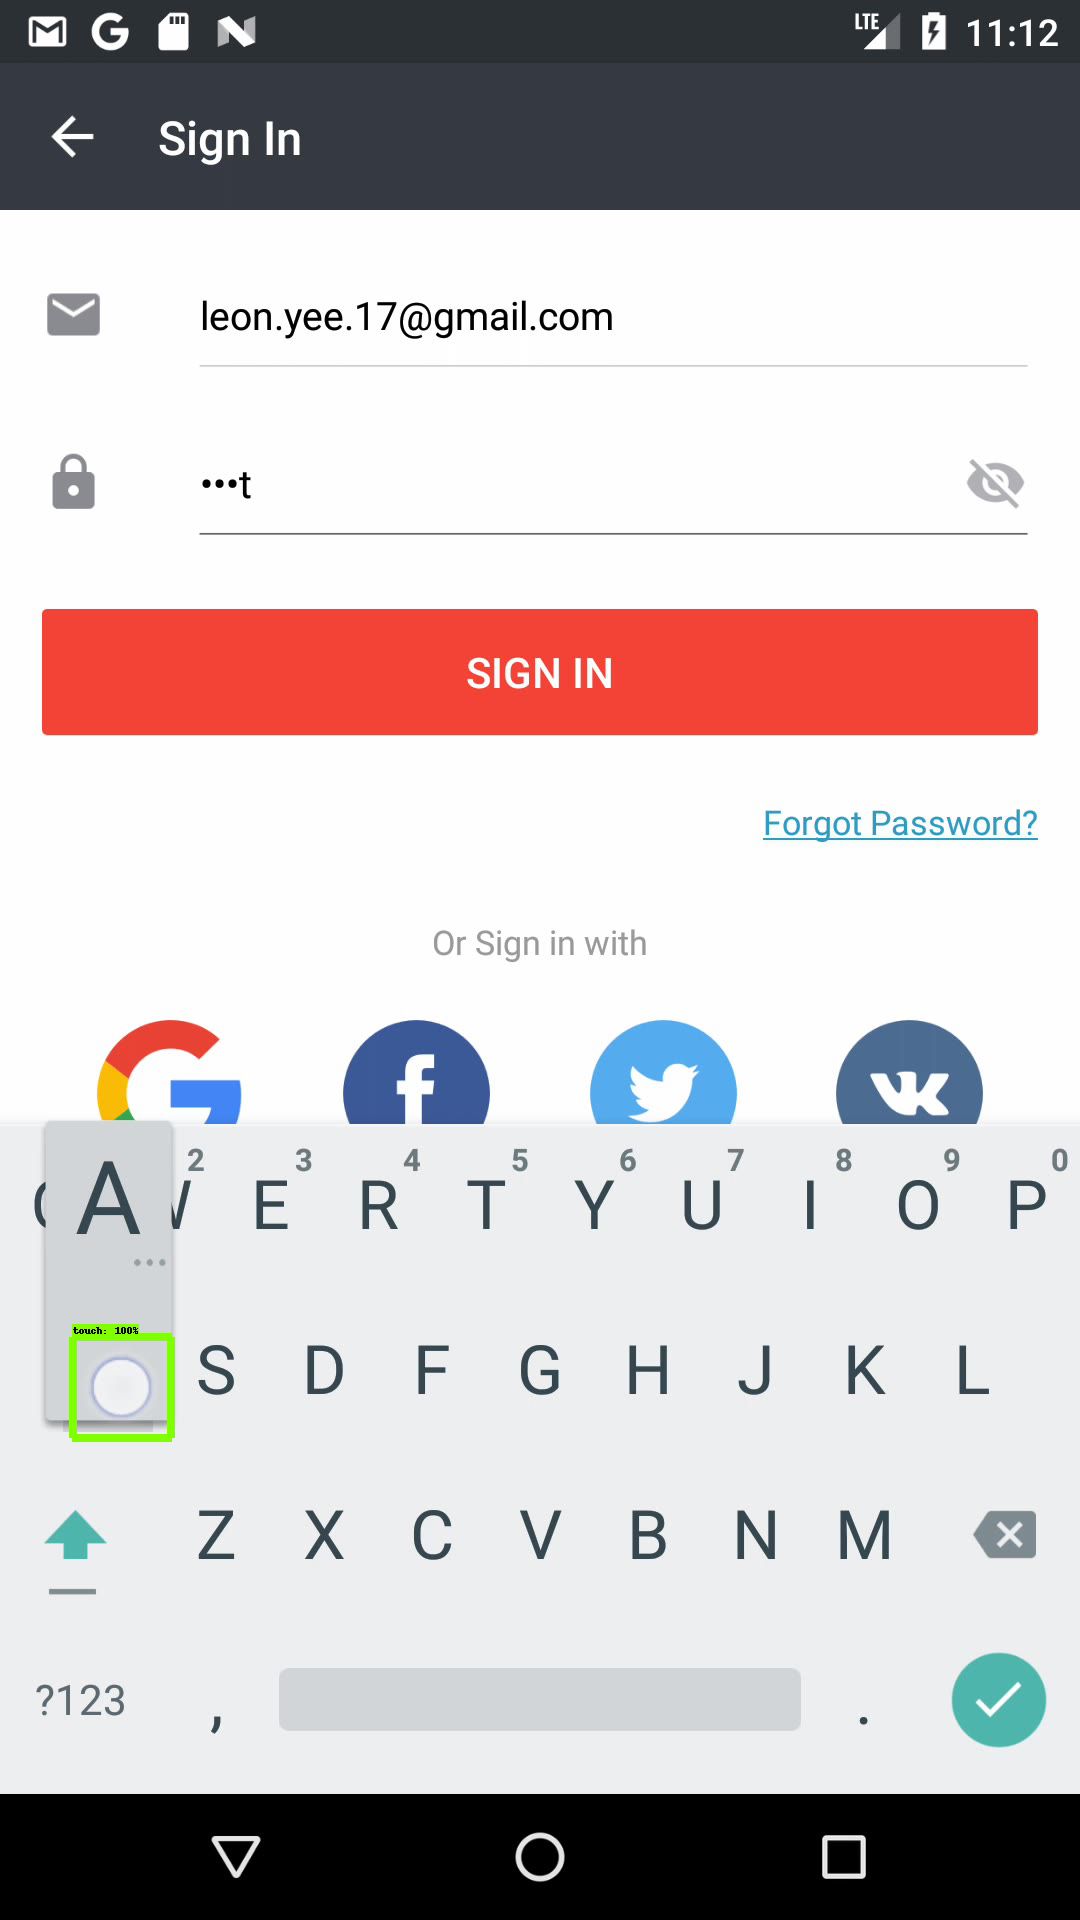 LTE 11:12
Sign In
leon.yee.17@gmail.com
•••t
SIGN IN
Forgot Password?
Or Sign in with
2 3 4 5 6 7 8 9 0
A E R T Y U I O P
touch: 100%
S D F G H J K L
Z X C V B N M
?123 , .